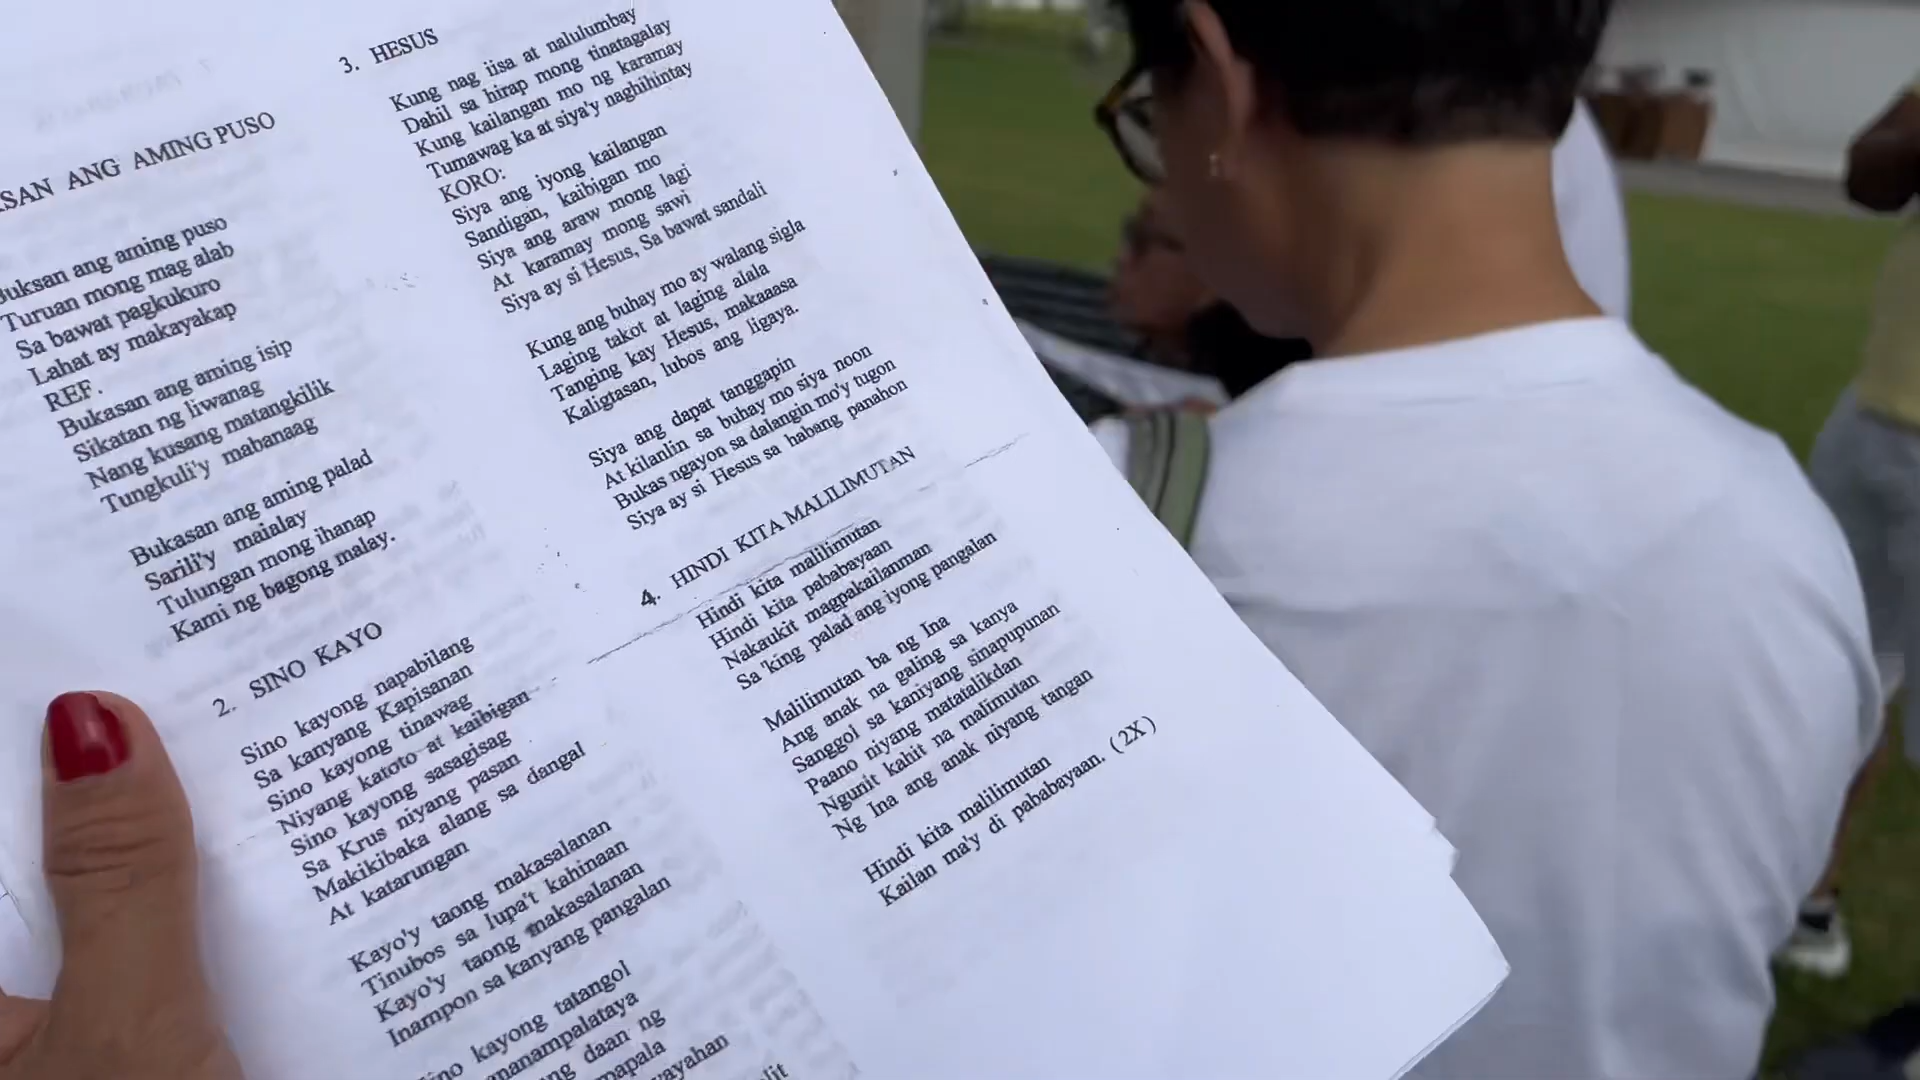 SAN ANG AMING PUSO
Buksan ang aming puso
Turuan mong mag alab
Sa bawat pagkukuro
Lahat ay makayakap
REF.
Bukasan ang aming isip
Sikatan ng liwanag
Nang kusang matangkilik
Tungkuli'y mabanaag
Bukasan ang aming palad
Sarili'y maialay
Tulungan mong ihanap
Kami ng bagong malay.
2. SINO KAYO
Sino kayong napabilang
Sa kanyang Kapisanan
Sino kayong tinawag
Niyang katoto at kaibigan
Sino kayong sasagisag
Sa Krus niyang pasan
Makikibaka alang sa dangal
At katarungan
Kayo'y taong makasalanan
Tinubos sa lupa't kahinaan
Kayo'y taong makasalanan
Inampon sa kanyang pangalan
kayong tatangol
daan ng
3. HESUS
Kung nag iisa at nalulumbay
Dahil sa hirap mong tinatagalay
Kung kailangan mo ng karamay
Tumawag ka at siya'y naghihintay
KORO:
Siya ang iyong kailangan
Sandigan, kaibigan mo
Siya ang araw mong lagi
At karamay mong sawi
Siya ay si Hesus, Sa bawat sandali
Kung ang buhay mo ay walang sigla
Laging takot at laging alala
Tanging kay Hesus, makaaasa
Kaligtasan, lubos ang ligaya.
Siya ang dapat tanggapin
At kilanlin sa buhay mo siya noon
Bukas ngayon sa dalangin mo'y tugon
Siya ay si Hesus sa habang panahon
4. HINDI KITA MALILIMUTAN
Hindi kita malilimutan
Hindi kita pababayaan
Nakaukit magpakailanman
Sa 'king palad ang iyong pangalan
Malilimutan ba ng Ina
Ang anak na galing sa kanya
Sanggol sa kaniyang sinapupunan
Paano niyang matatalikdan
Ngunit kahit na malimutan
Ng Ina ang anak niyang tangan
Hindi kita malilimutan
Kailan ma'y di pababayaan. (2X)